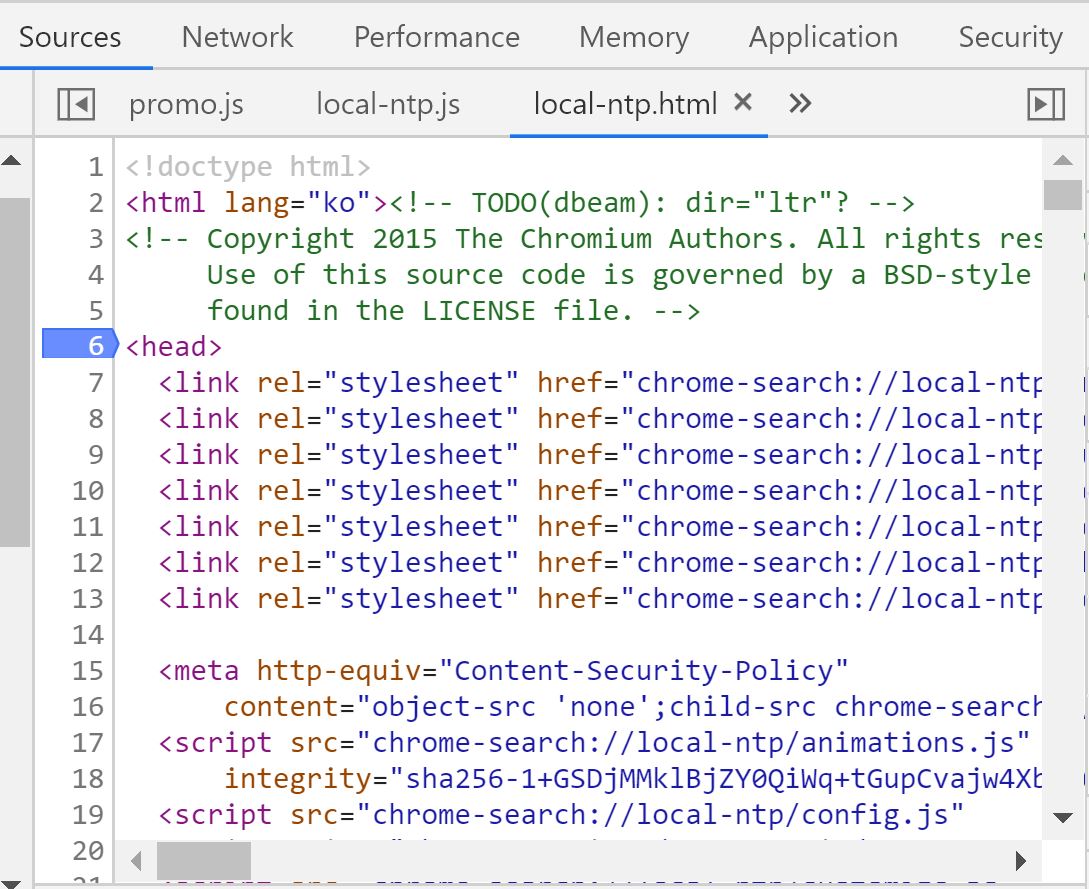 Sources Network Performance Memory Application Security
promo.js local-ntp.js local-ntp.html × »
1 <!doctype html>
2 <html lang="ko"><!-- TODO(dbeam): dir="ltr"? -->
3 <!-- Copyright 2015 The Chromium Authors. All rights
4 Use of this source code is governed by a BSD-style
5 found in the LICENSE file. -->
6 <head>
7 <link rel="stylesheet" href="chrome-search://local-ntp
8 <link rel="stylesheet" href="chrome-search://local-ntp
9 <link rel="stylesheet" href="chrome-search://local-ntp
10 <link rel="stylesheet" href="chrome-search://local-ntp
11 <link rel="stylesheet" href="chrome-search://local-ntp
12 <link rel="stylesheet" href="chrome-search://local-ntp
13 <link rel="stylesheet" href="chrome-search://local-ntp
14
15 <meta http-equiv="Content-Security-Policy"
16 content="object-src 'none';child-src chrome-search
17 <script src="chrome-search://local-ntp/animations.js"
18 integrity="sha256-1+GSDjMMklBjZY0QiWq+tGupCvajw4Xb
19 <script src="chrome-search://local-ntp/config.js"
20
21